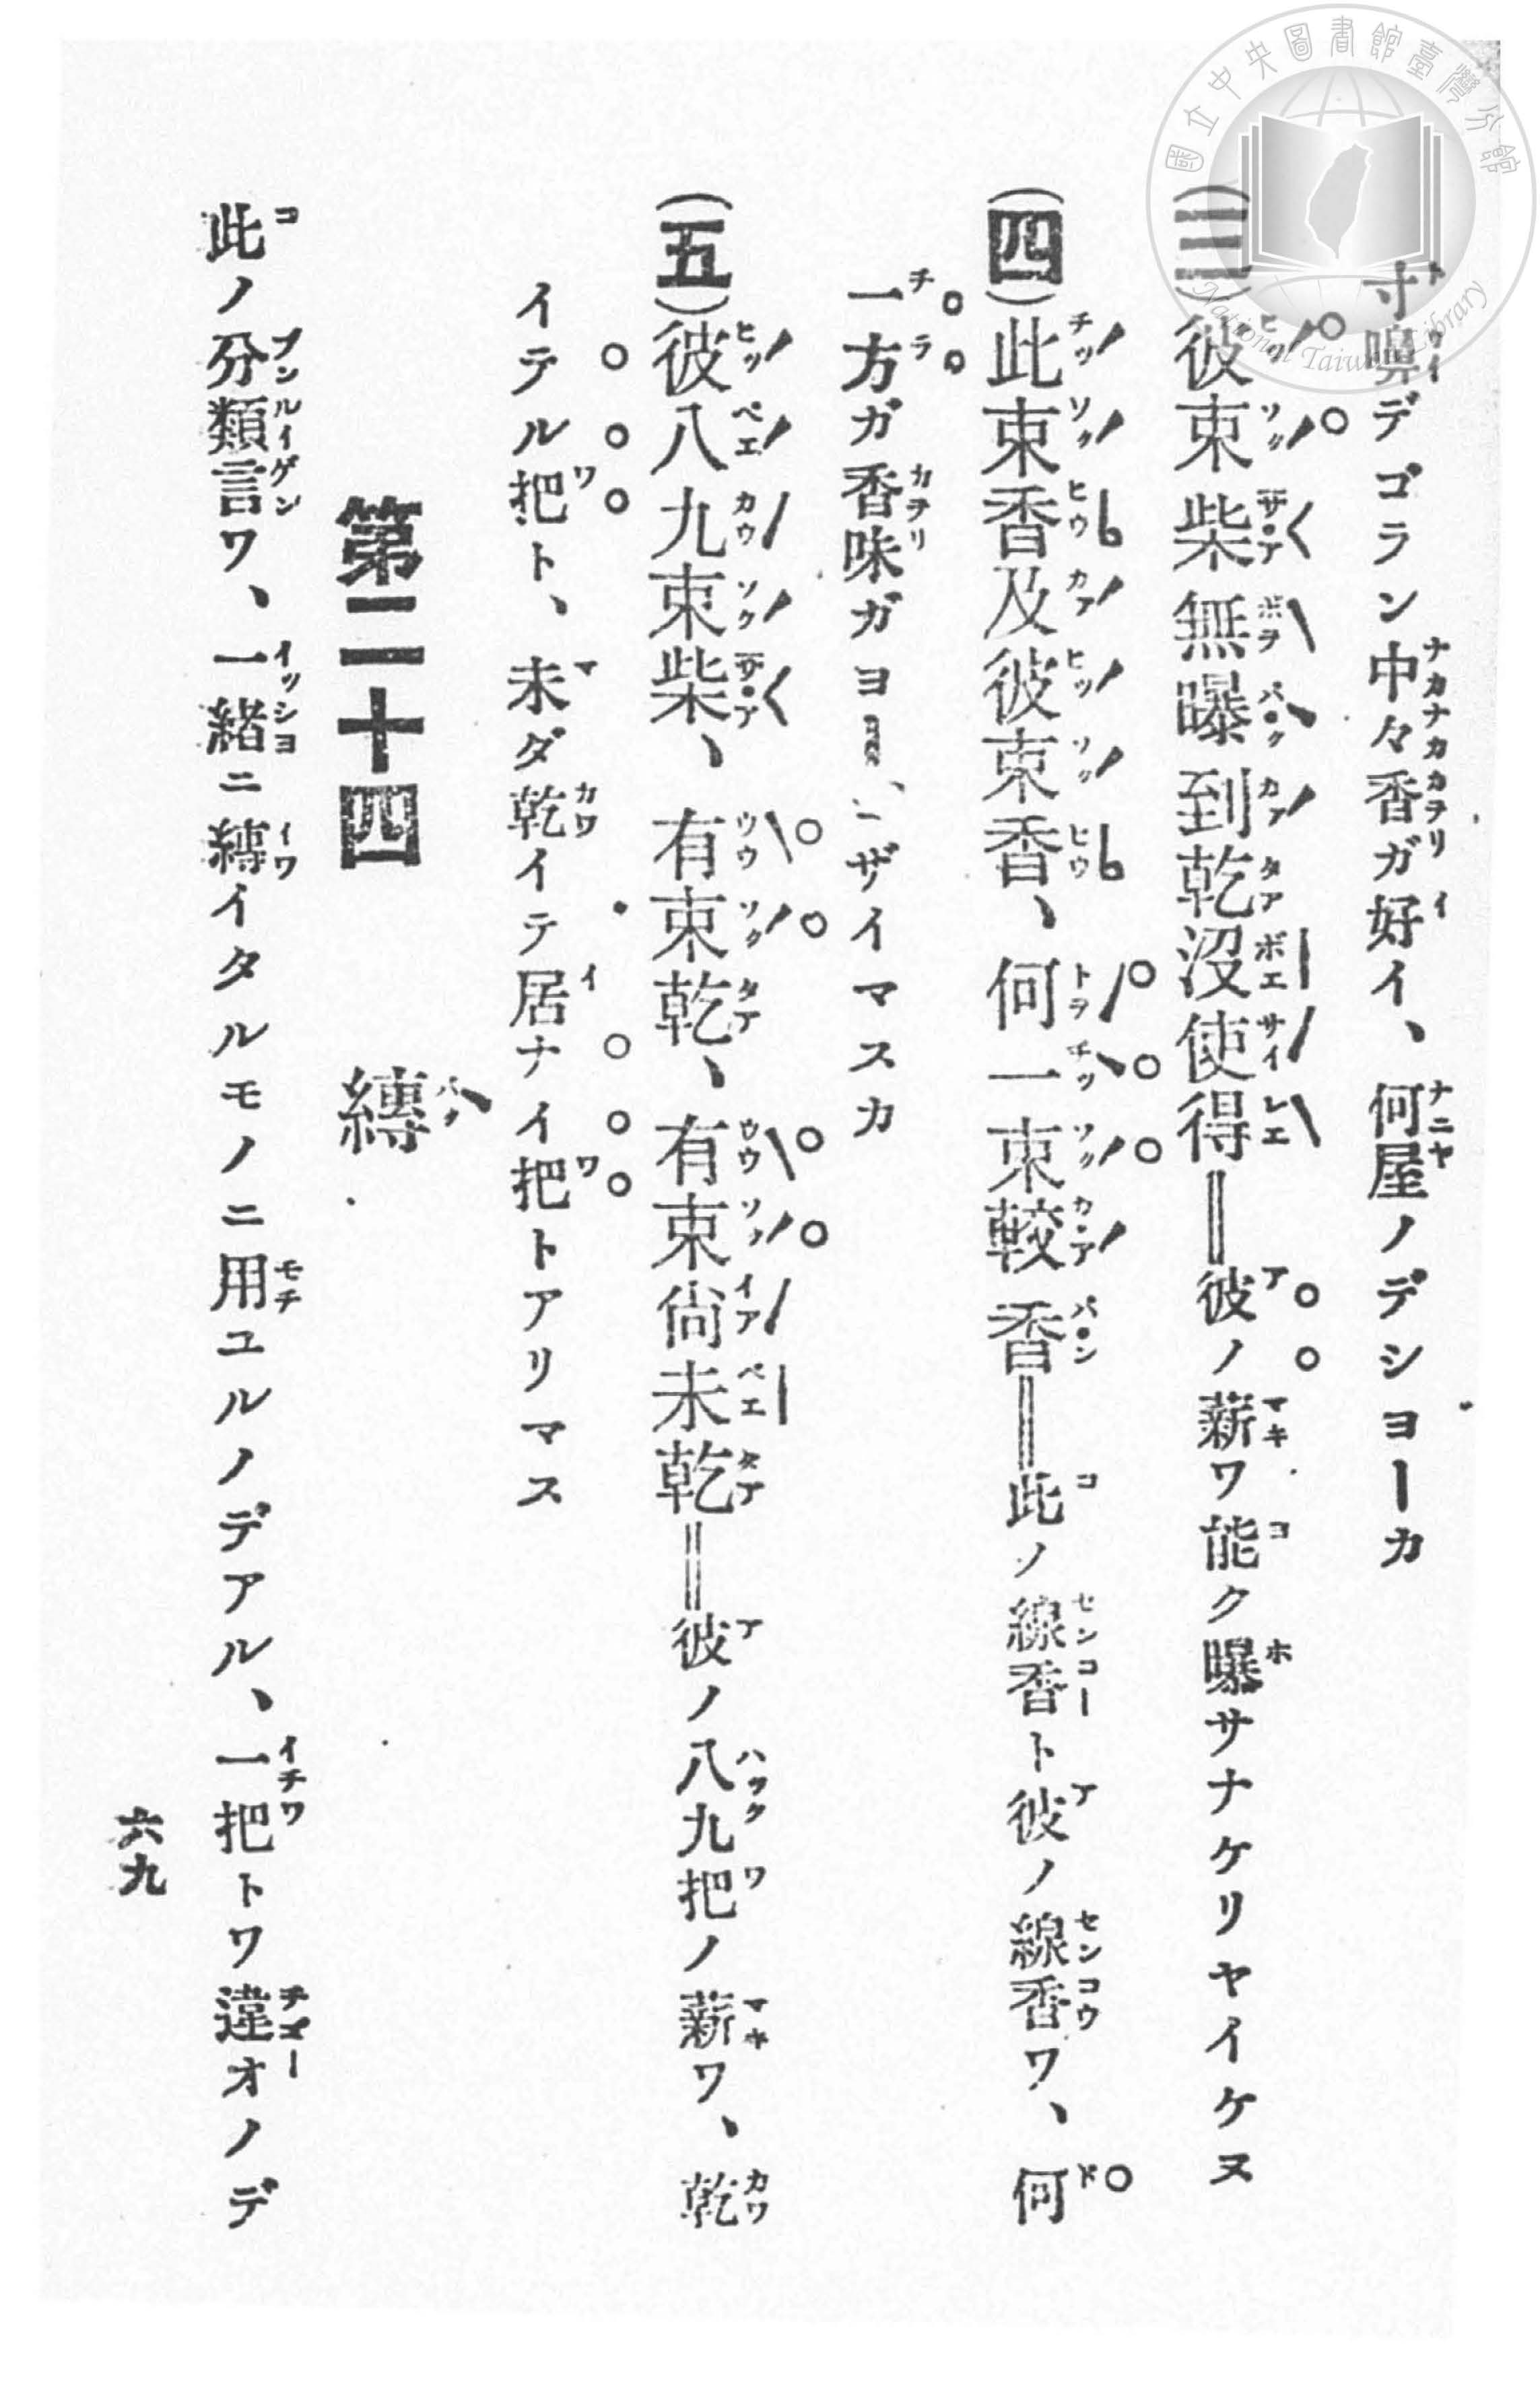 寸嗅デゴラン中々香ガ好イ、何屋ノデショーカ
(三)彼束柴無曝到乾沒使得‖彼ノ薪ワ能ク曝サナケリヤイケヌ
(四)此束香及彼束香、何一束較香‖此ノ線香ト彼ノ線香ワ、何
一方ガ香味ガヨーザイマスカ
(五)彼八九束柴、有束乾、有束尙未乾‖彼ノ八九把ノ薪ワ、乾
イテル把ト、未ダ乾イテ居ナイ把トアリマス
第二十四 縛
此ノ分類言ワ、一緒ニ縛イタルモノニ用ユルノデアル、一把トワ違オノデ
六九
國立中央圖書館臺灣分館
National Taiwan Library